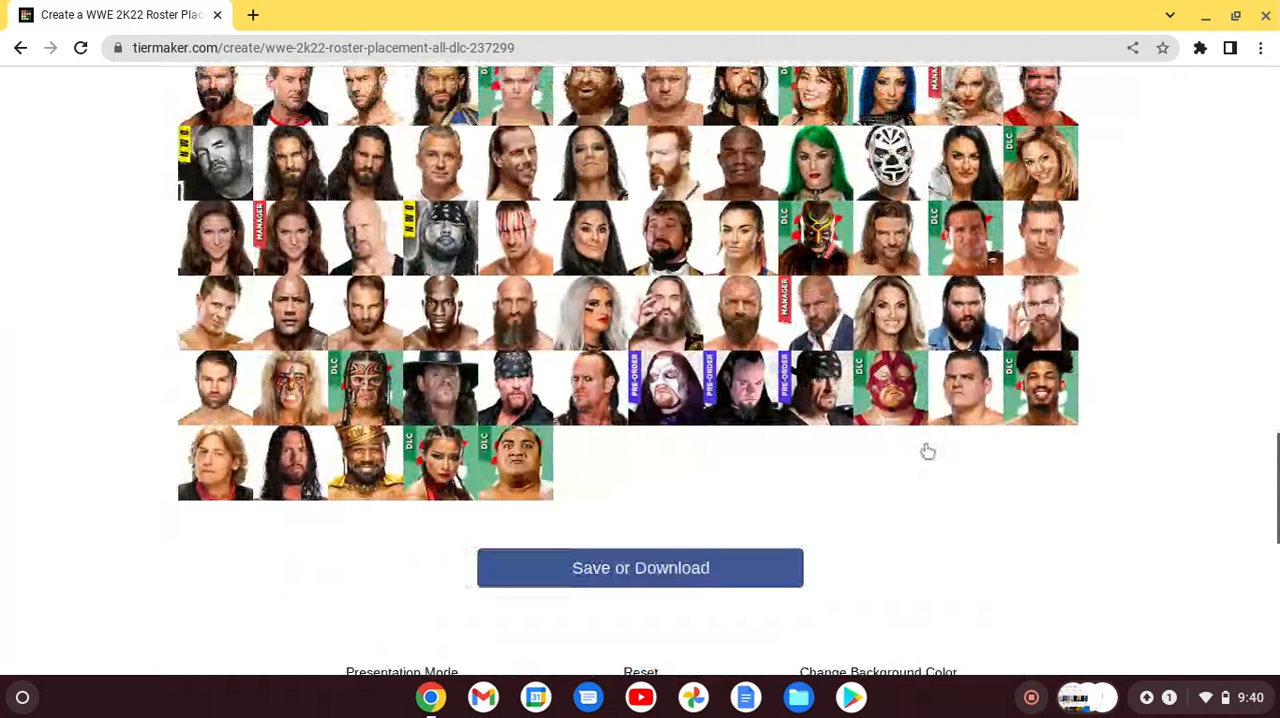 Create a WWE 2K22 Roster Plac
tiermaker.com/create/wwe-2k22-roster-placement-all-dlc-237299
DLC DLC MANAGER
NWO DLC
MANAGER NWO DLC DLC
MANAGER
DLC PRE-ORDER PRE-ORDER PRE-ORDER DLC DLC
DLC DLC
Save or Download
Presentation Mode Reset Change Background Color
31 1 9:40